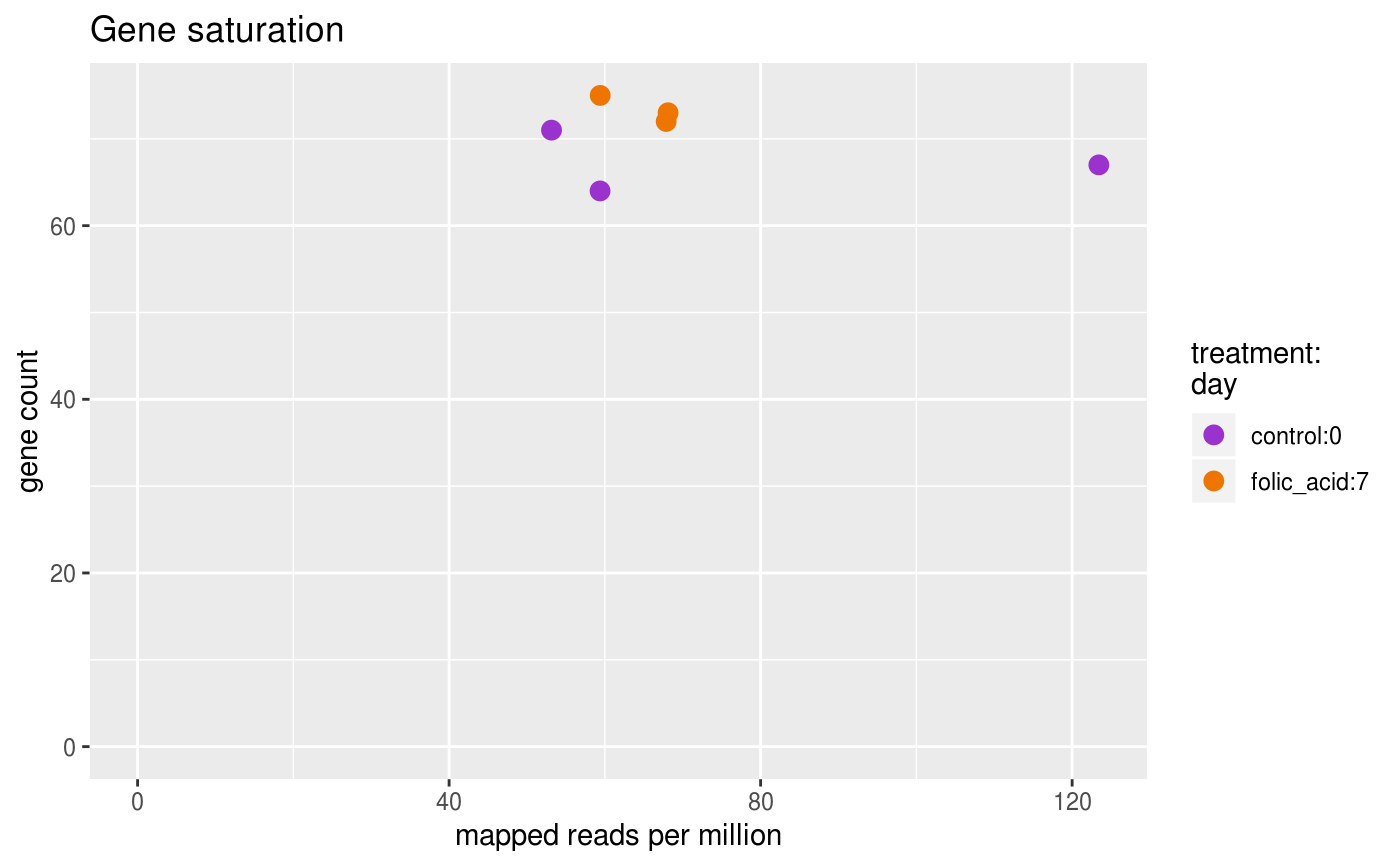 Gene saturation
60
40
20
0
gene count
0
40
80
120
mapped reads per million
treatment:
day
control:0
folic_acid:7